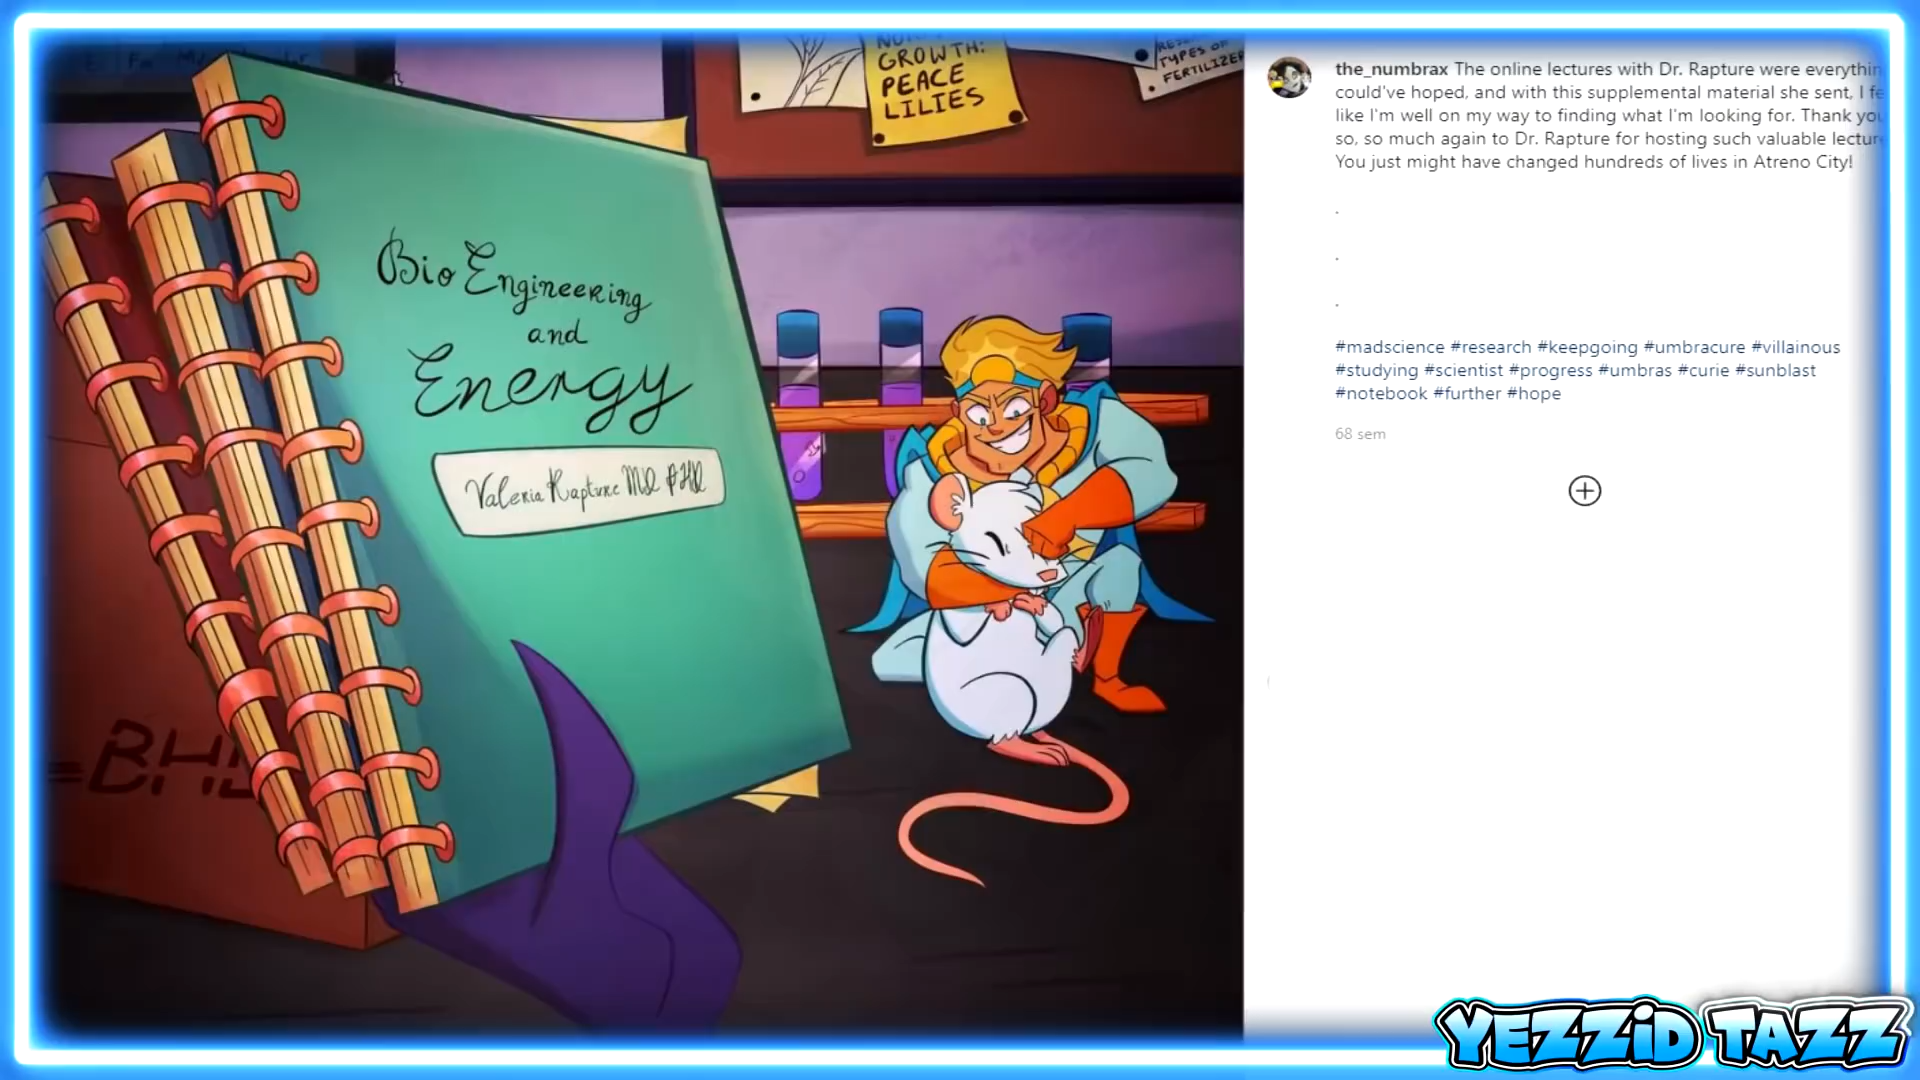 GROWTH:
PEACE
LILIES
TYPES OF
FERTILIZER
Bio Engineering
and
Energy
Valeria Rapture MD PHD
the_numbrax The online lectures with Dr. Rapture were everythin
could've hoped, and with this supplemental material she sent, I fe
like I'm well on my way to finding what I'm looking for. Thank you
so, so much again to Dr. Rapture for hosting such valuable lectur
You just might have changed hundreds of lives in Atreno City!
.
.
.
#madscience #research #keepgoing #umbracure #villainous
#studying #scientist #progress #umbras #curie #sunblast
#notebook #further #hope
68 sem
YEZZiD TAZZ